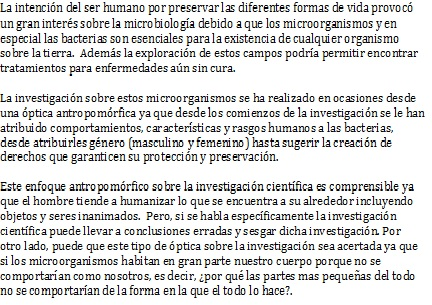 La intención del ser humano por preservar las diferentes formas de vida provocó
un gran interés sobre la microbiología debido a que los microorganismos y en
especial las bacterias son esenciales para la existencia de cualquier organismo
sobre la tierra.  Además la exploración de estos campos podría permitir encontrar
tratamientos para enfermedades aún sin cura.

La investigación sobre estos microorganismos se ha realizado en ocasiones desde
una óptica antropomórfica ya que desde los comienzos de la investigación se le han
atribuido comportamientos, características y rasgos humanos a las bacterias,
desde atribuirles género (masculino y femenino) hasta sugerir la creación de
derechos que garanticen su protección y preservación.

Este enfoque antropomórfico sobre la investigación científica es comprensible ya
que el hombre tiende a humanizar lo que se encuentra a su alrededor incluyendo
objetos y seres inanimados.  Pero, si se habla específicamente la investigación
científica puede llevar a conclusiones erradas y sesgar dicha investigación. Por
otro lado, puede que este tipo de óptica sobre la investigación sea acertada ya que
si los microorganismos habitan en gran parte nuestro cuerpo porque no se
comportarían como nosotros, es decir, ¿por qué las partes mas pequeñas del todo
no se comportarían de la forma en la que el todo lo hace?.